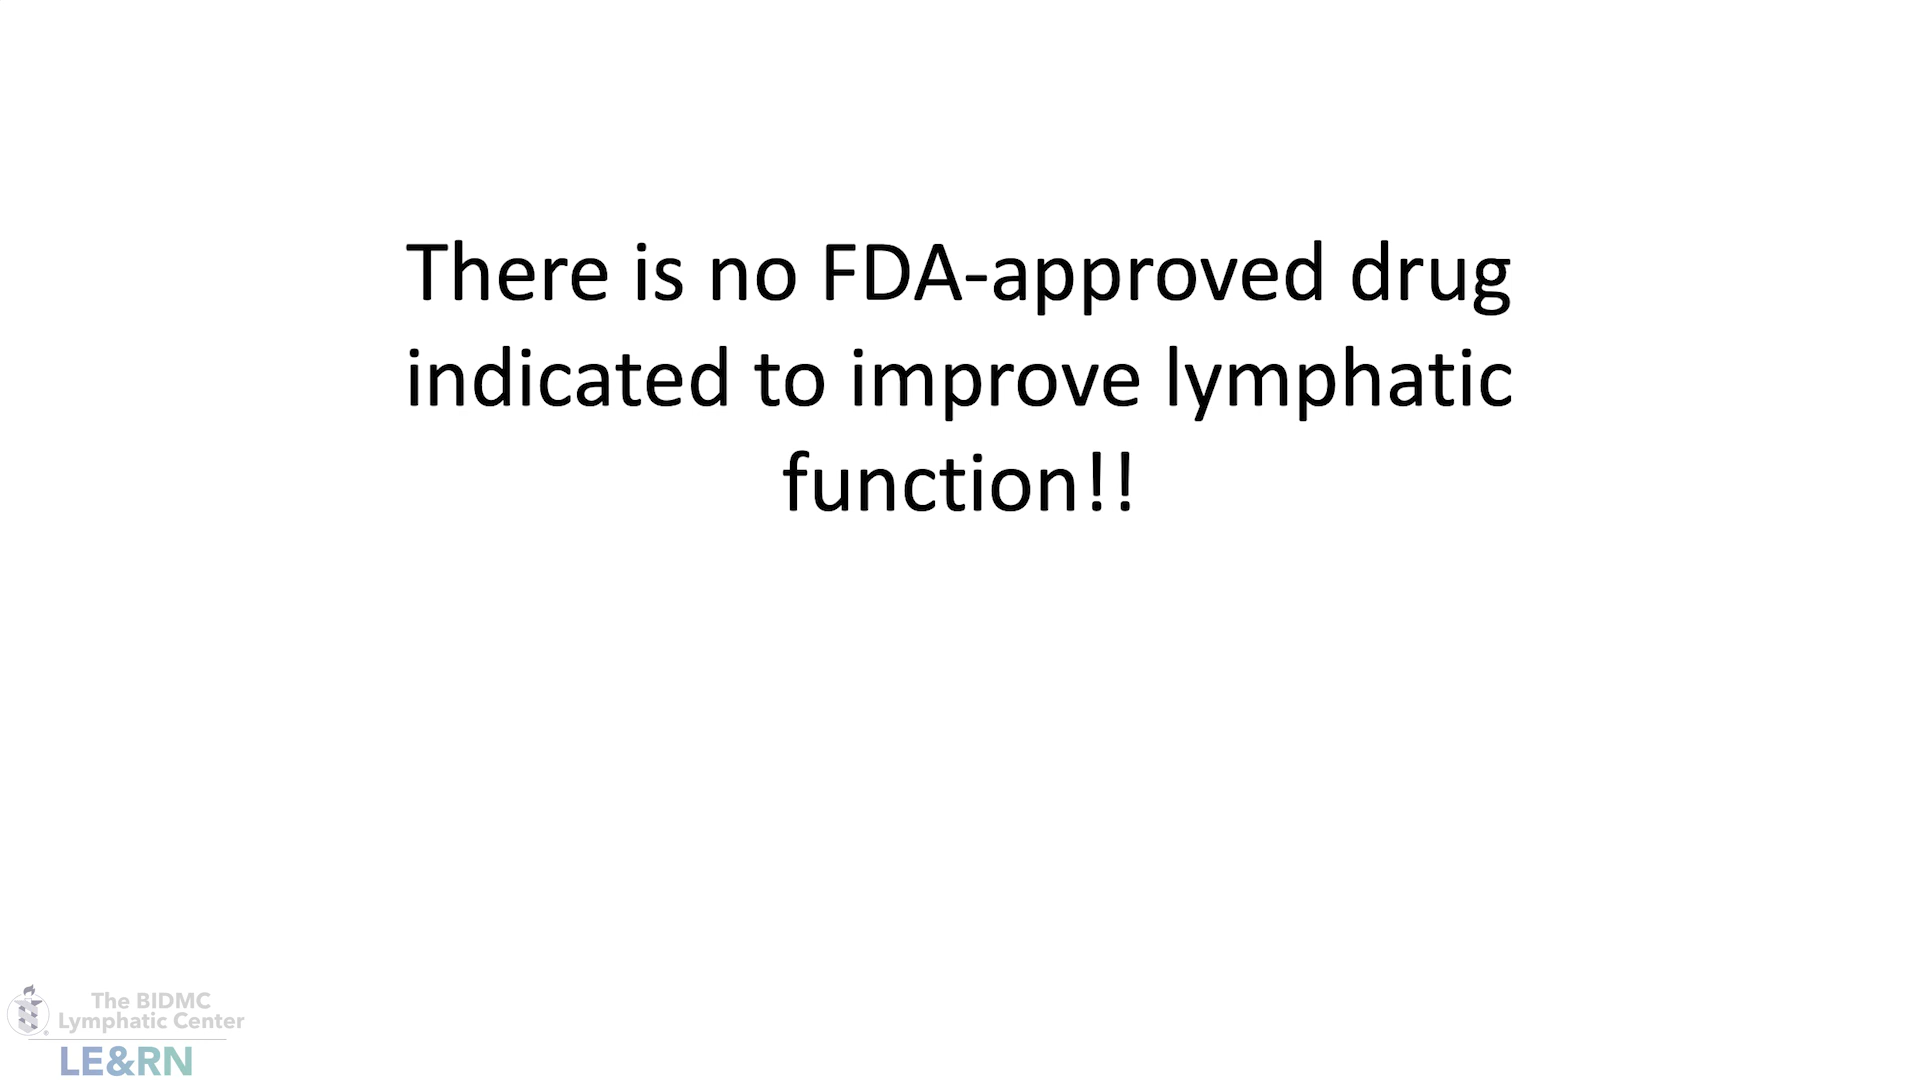 There is no FDA-approved drug
indicated to improve lymphatic
function!!
The BIDMC
Lymphatic Center
LE&RN